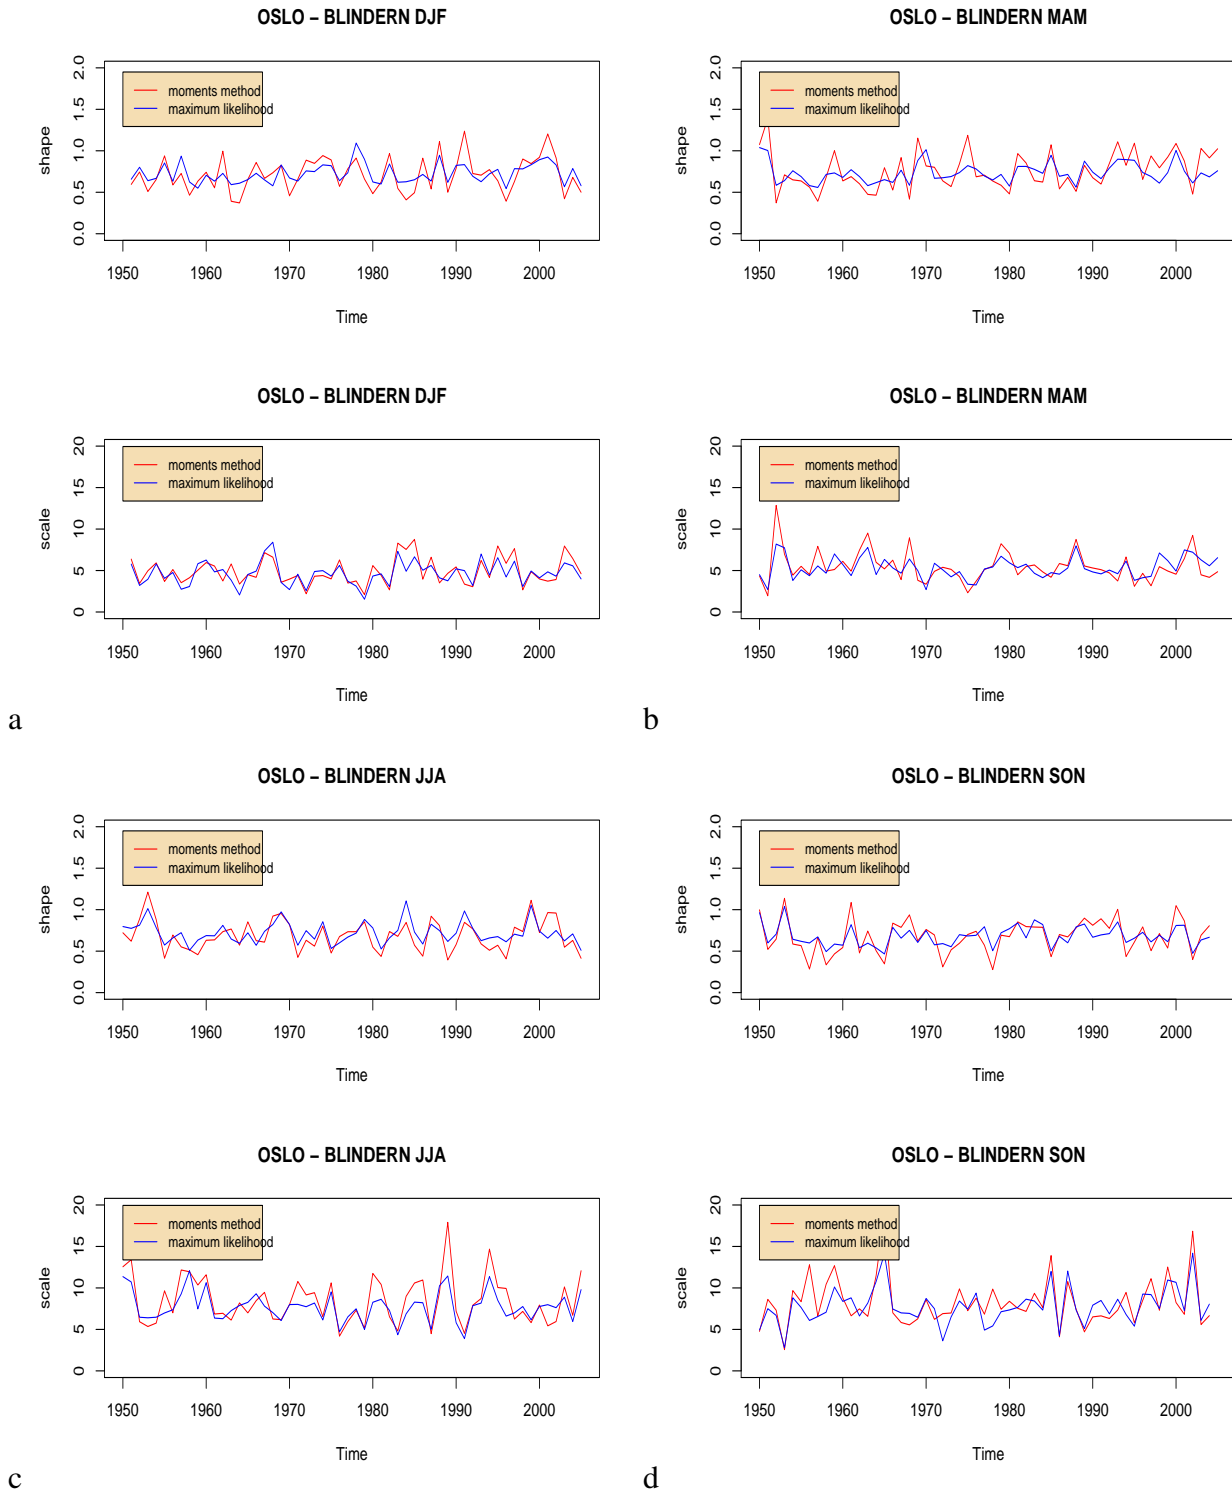 OSLO – BLINDERN DJF
shape
0.0 0.5 1.0 1.5 2.0
moments method
maximum likelihood
1950 1960 1970 1980 1990 2000
Time
OSLO – BLINDERN MAM
shape
0.0 0.5 1.0 1.5 2.0
moments method
maximum likelihood
1950 1960 1970 1980 1990 2000
Time
OSLO – BLINDERN DJF
scale
0 5 10 15 20
moments method
maximum likelihood
1950 1960 1970 1980 1990 2000
Time
a
OSLO – BLINDERN MAM
scale
0 5 10 15 20
moments method
maximum likelihood
1950 1960 1970 1980 1990 2000
Time
b
OSLO – BLINDERN JJA
shape
0.0 0.5 1.0 1.5 2.0
moments method
maximum likelihood
1950 1960 1970 1980 1990 2000
Time
OSLO – BLINDERN SON
shape
0.0 0.5 1.0 1.5 2.0
moments method
maximum likelihood
1950 1960 1970 1980 1990 2000
Time
OSLO – BLINDERN JJA
scale
0 5 10 15 20
moments method
maximum likelihood
1950 1960 1970 1980 1990 2000
Time
c
OSLO – BLINDERN SON
scale
0 5 10 15 20
moments method
maximum likelihood
1950 1960 1970 1980 1990 2000
Time
d